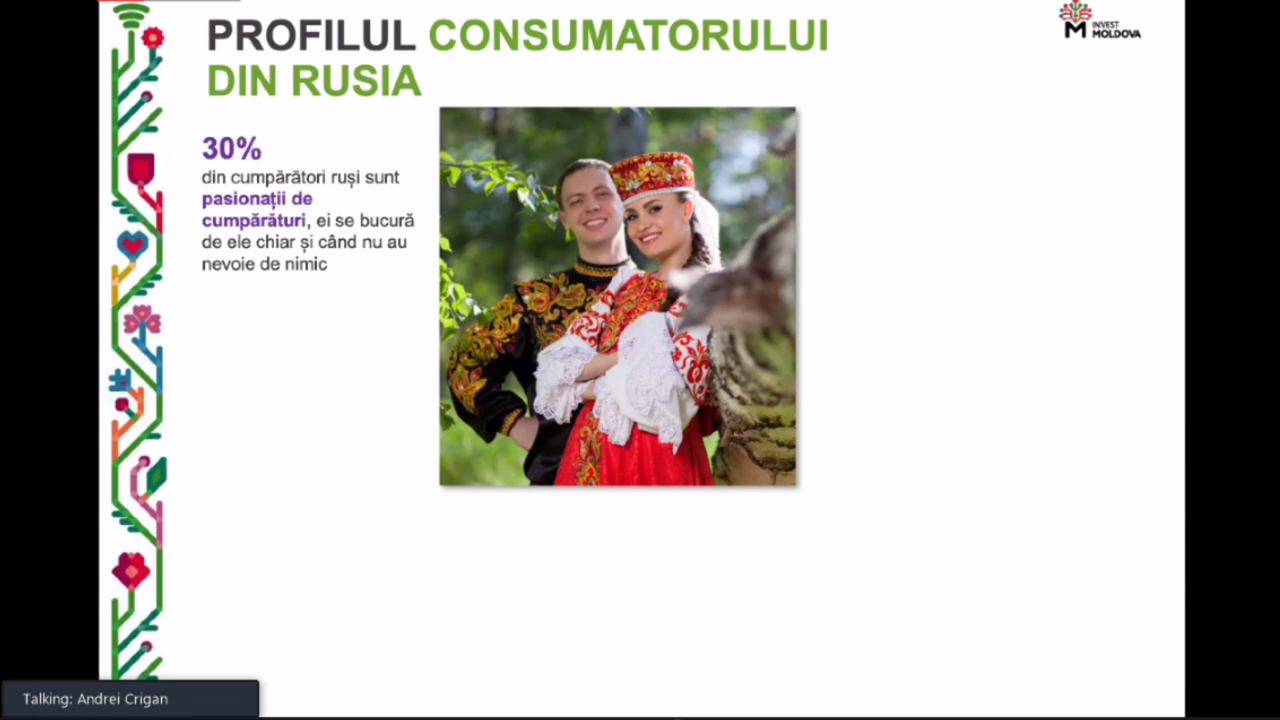 PROFILUL CONSUMATORULUI
DIN RUSIA
INVEST
MOLDOVA
30%
din cumpărători ruși sunt
pasionații de
cumpărături, ei se bucură
de ele chiar și când nu au
nevoie de nimic
Talking: Andrei Crigan